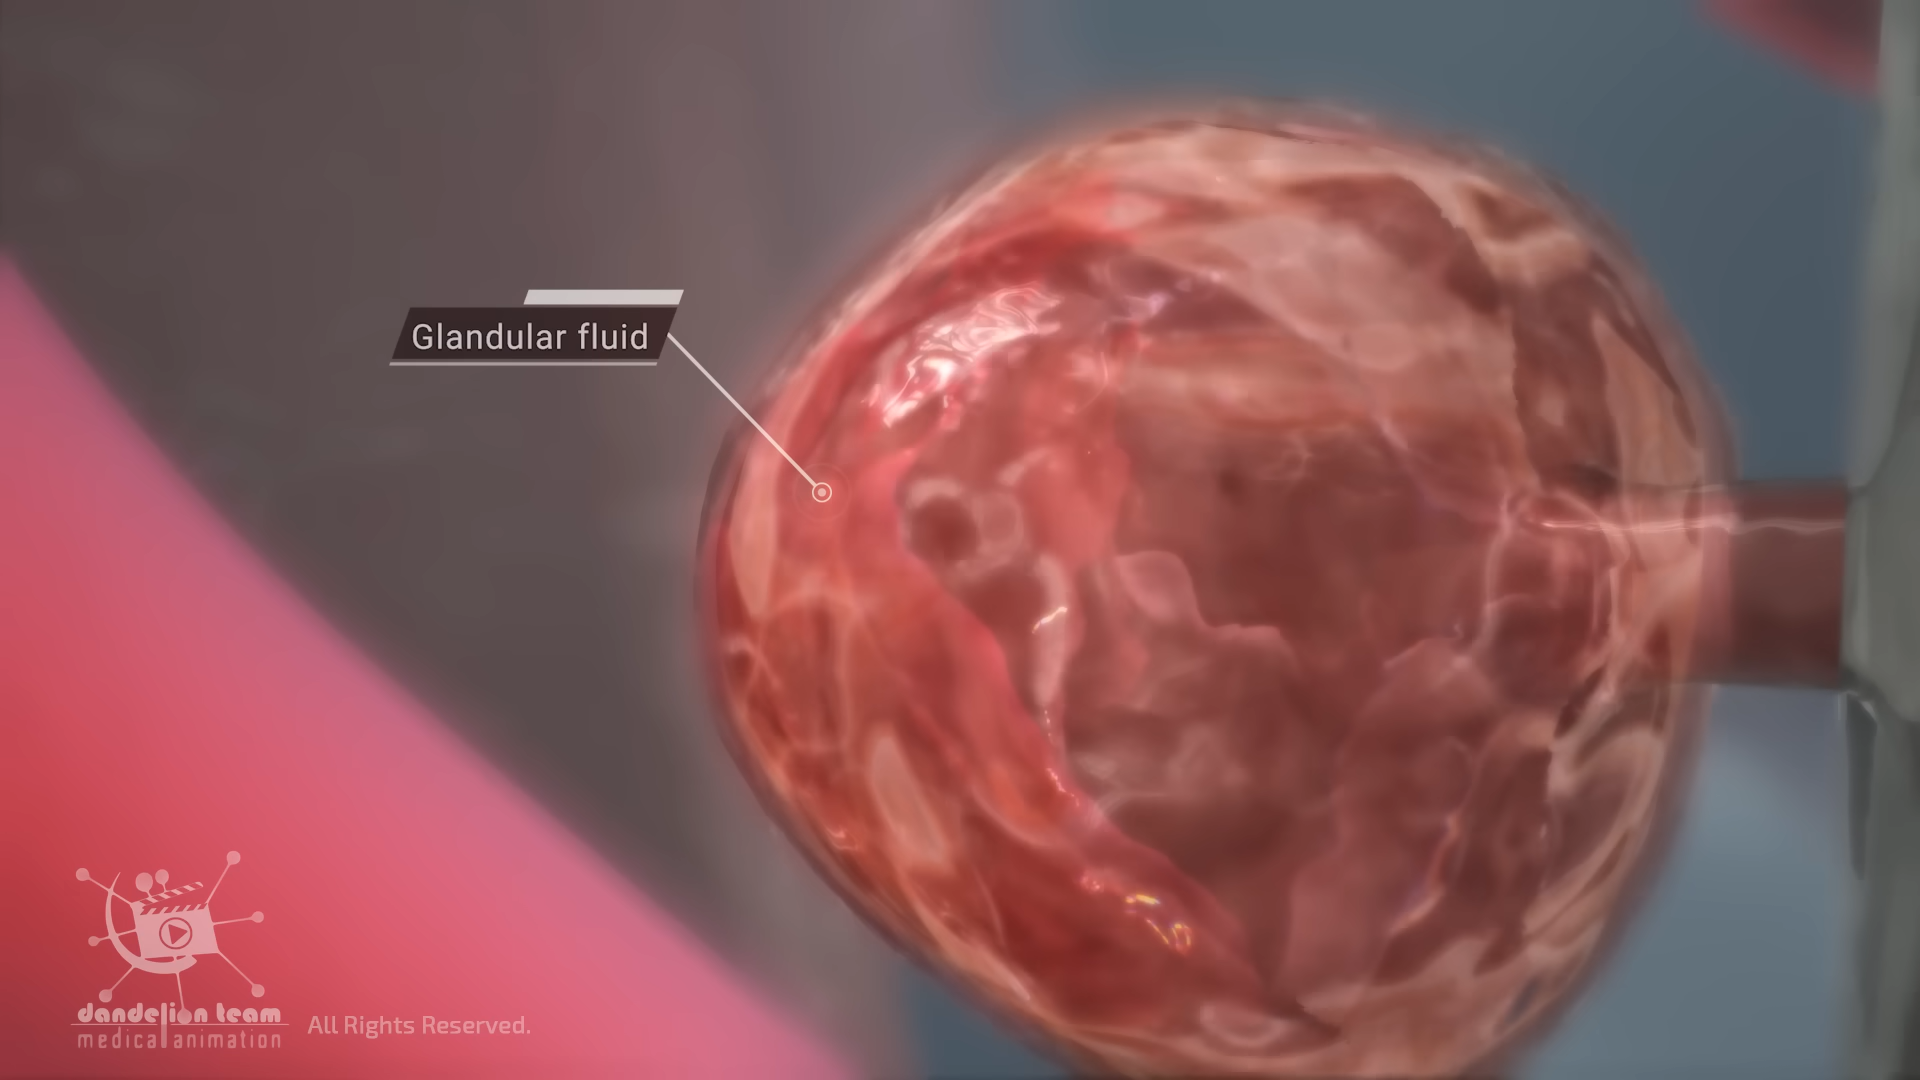 Glandular fluid
dandelion team
medical animation
All Rights Reserved.